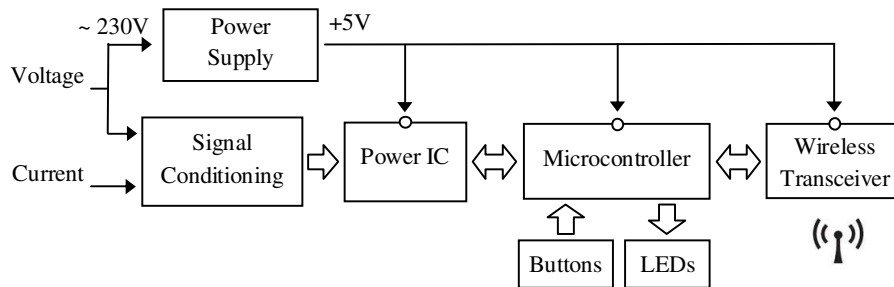 ~ 230V
Power
Supply
+5V
Voltage
Signal
Conditioning
Power IC
Microcontroller
Wireless
Transceiver
Current
Buttons
LEDs